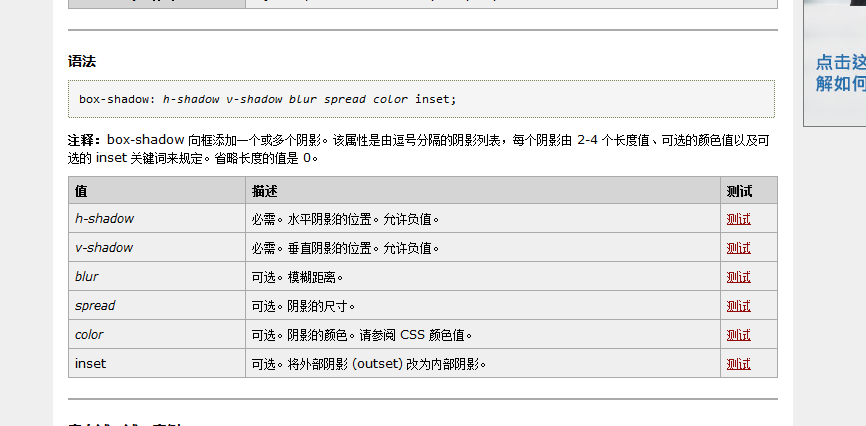 语法
box-shadow: h-shadow v-shadow blur spread color inset;
注释：box-shadow 向框添加一个或多个阴影。该属性是由逗号分隔的阴影列表，每个阴影由 2-4 个长度值、可选的颜色值以及可
选的 inset 关键词来规定。省略长度的值是 0。
值 描述 测试
h-shadow 必需。水平阴影的位置。允许负值。 测试
v-shadow 必需。垂直阴影的位置。允许负值。 测试
blur 可选。模糊距离。 测试
spread 可选。阴影的尺寸。 测试
color 可选。阴影的颜色。请参阅 CSS 颜色值。 测试
inset 可选。将外部阴影 (outset) 改为内部阴影。 测试
点击这
解如何